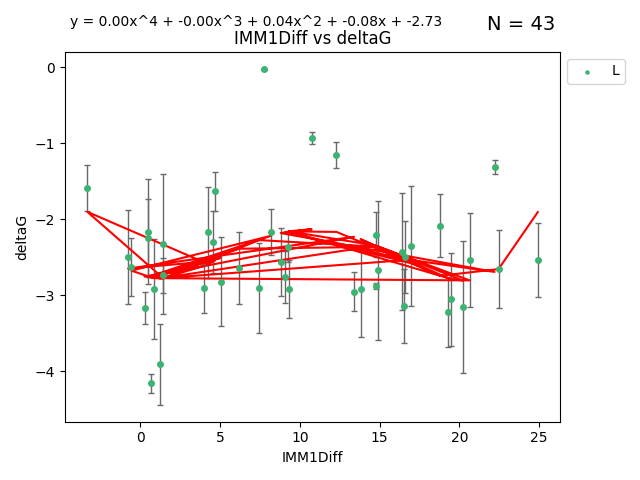 y = 0.00x^4 + -0.00x^3 + 0.04x^2 + -0.08x + -2.73
N = 43
IMM1Diff vs deltaG
L
0
−1
−2
−3
−4
deltaG
0 5 10 15 20 25
IMM1Diff